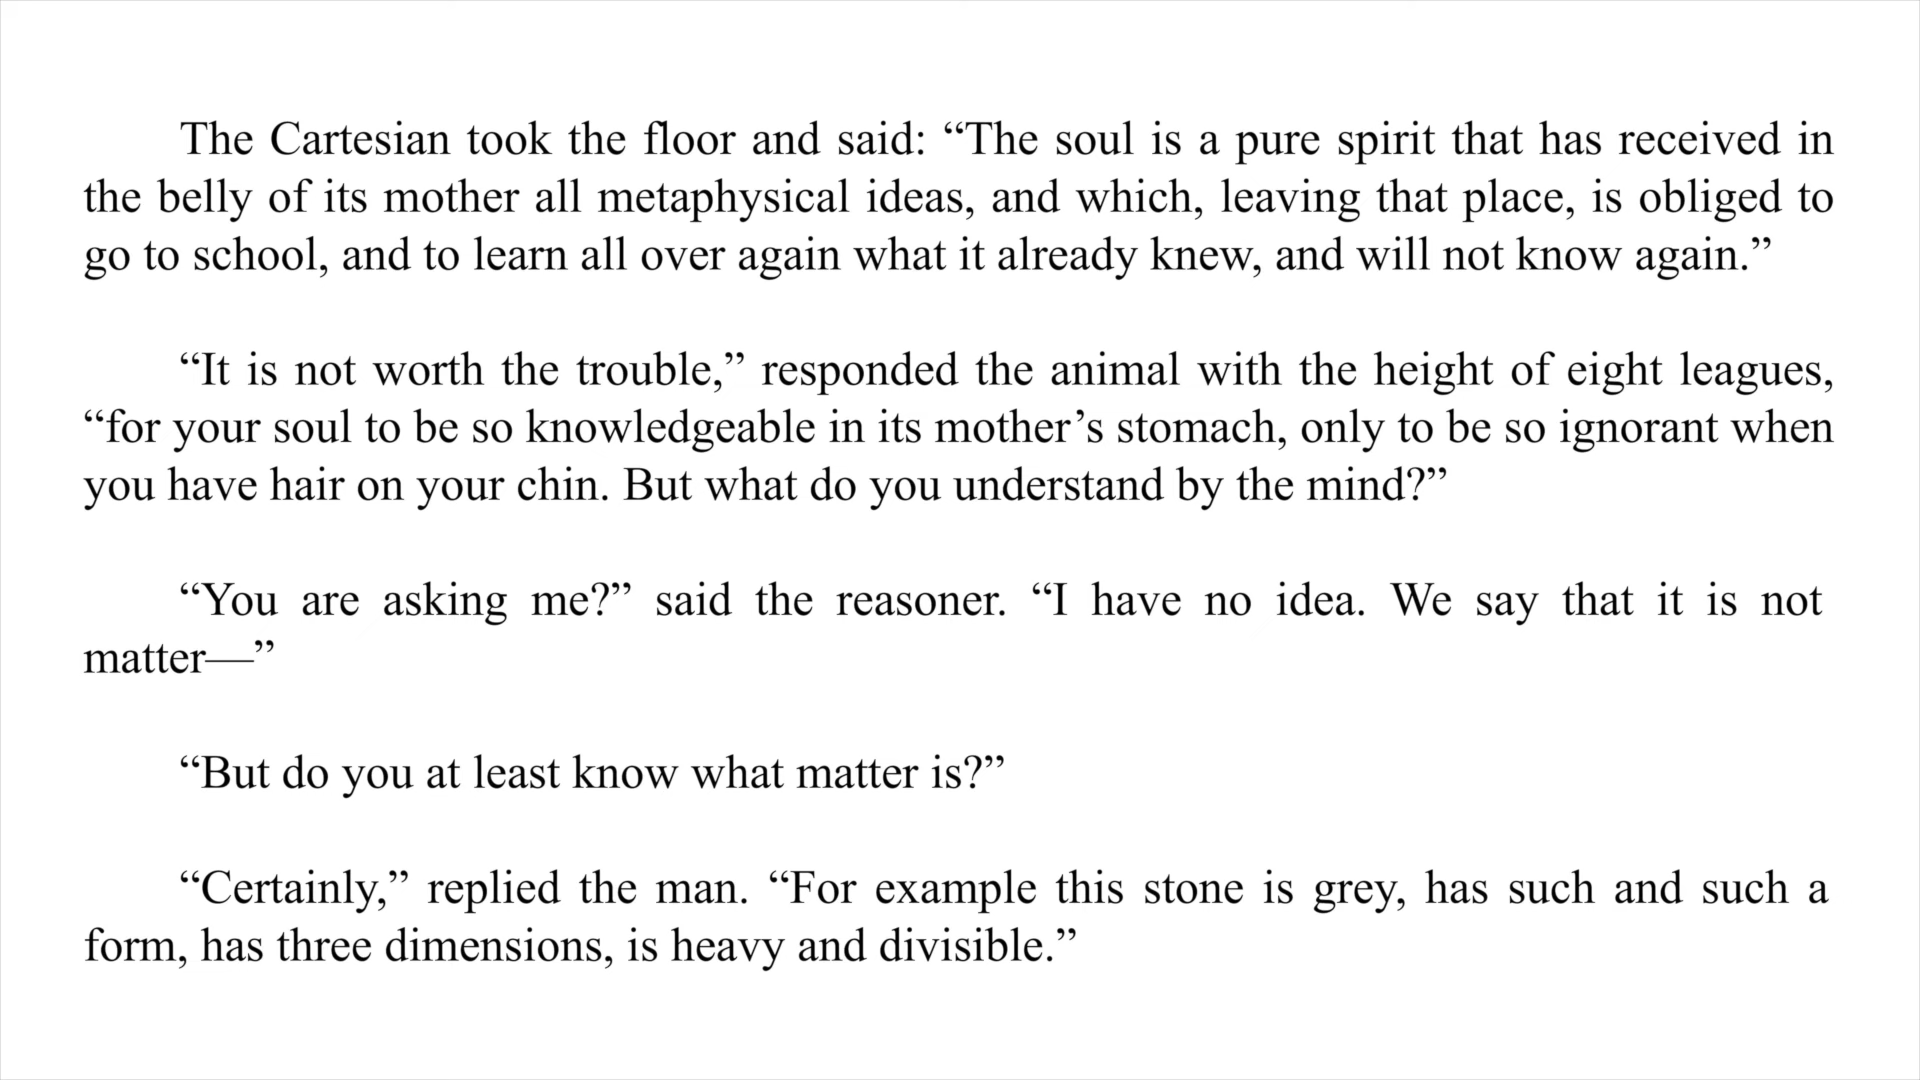 The Cartesian took the floor and said: “The soul is a pure spirit that has received in
the belly of its mother all metaphysical ideas, and which, leaving that place, is obliged to
go to school, and to learn all over again what it already knew, and will not know again.”
“It is not worth the trouble,” responded the animal with the height of eight leagues,
“for your soul to be so knowledgeable in its mother’s stomach, only to be so ignorant when
you have hair on your chin. But what do you understand by the mind?”
“You are asking me?” said the reasoner. “I have no idea. We say that it is not
matter—”
“But do you at least know what matter is?”
“Certainly,” replied the man. “For example this stone is grey, has such and such a
form, has three dimensions, is heavy and divisible.”